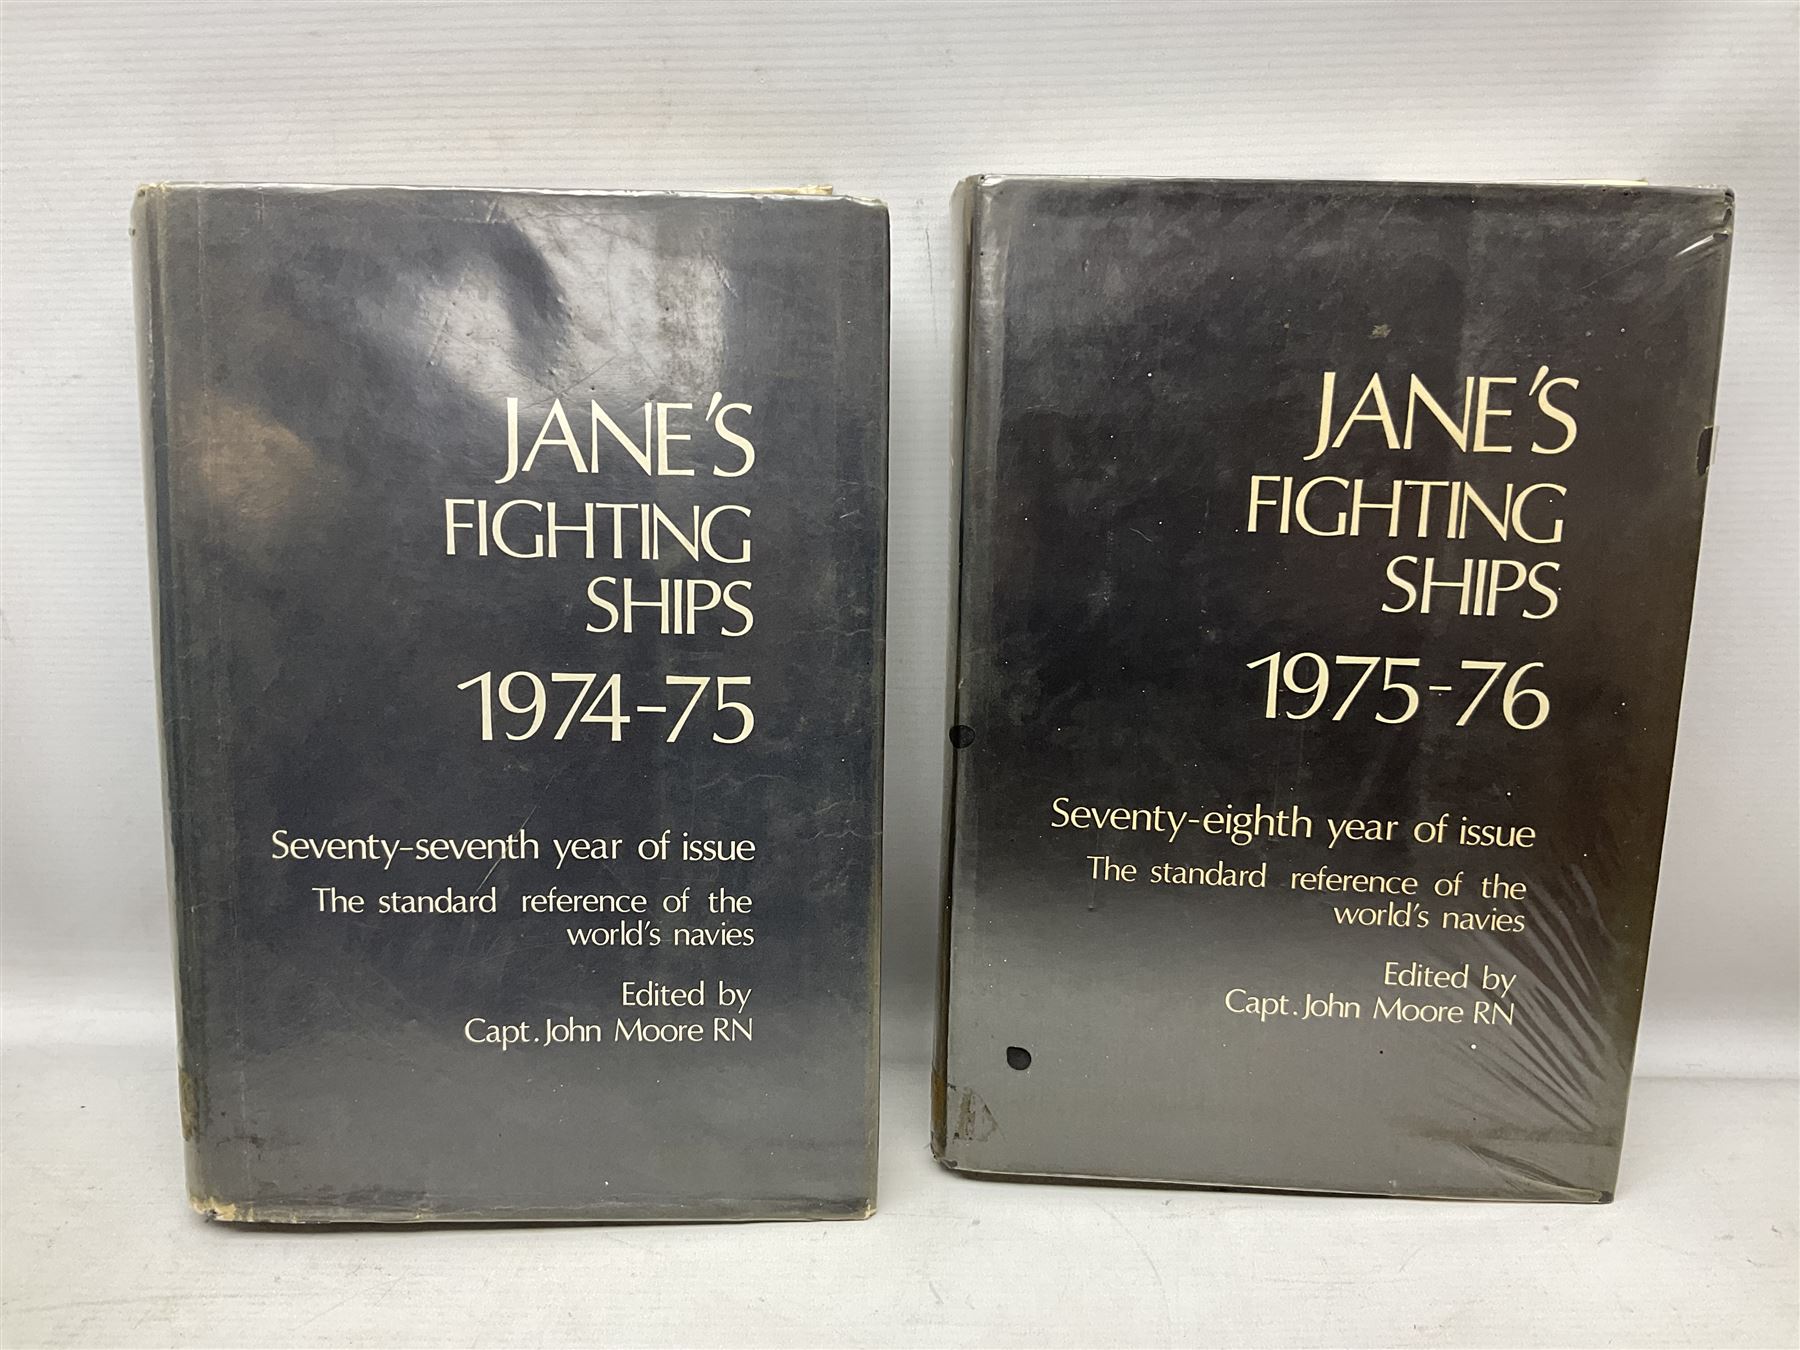 JANE'S
FIGHTING
SHIPS
1974-75
Seventy-seventh year of issue
The standard reference of the
world's navies
Edited by
Capt. John Moore RN
JANE'S
FIGHTING
SHIPS
1975-76
Seventy-eighth year of issue
The standard reference of the
world's navies
Edited by
Capt. John Moore RN